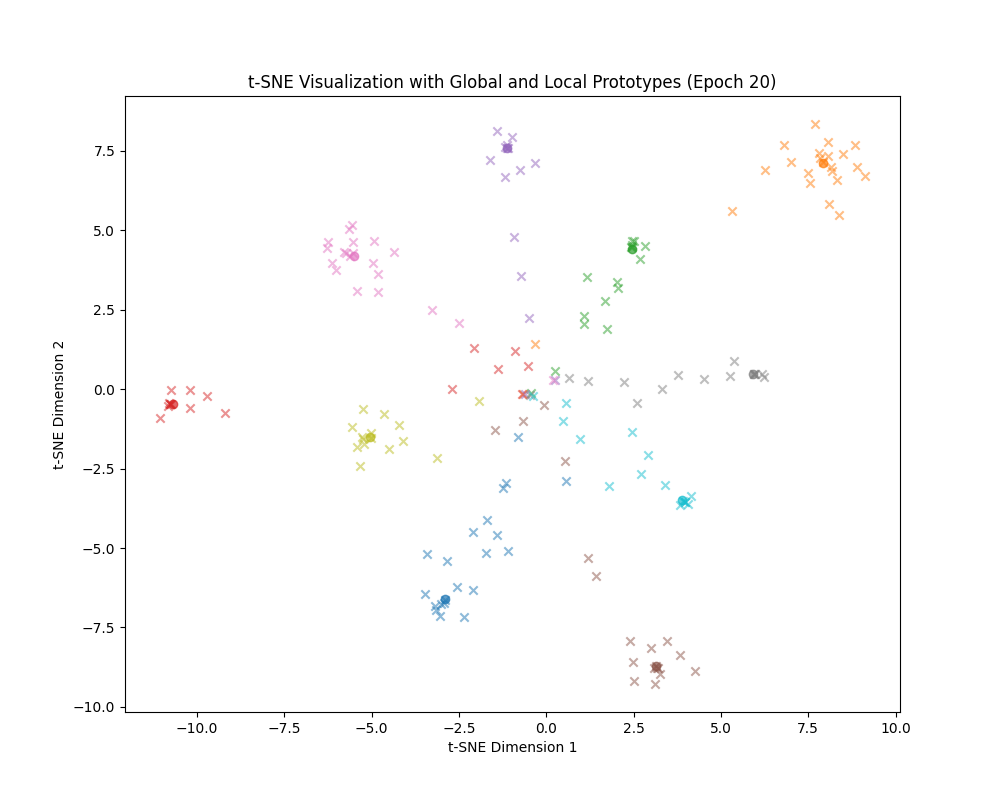 t-SNE Visualization with Global and Local Prototypes (Epoch 20)
7.5
5.0
2.5
0.0
−2.5
−5.0
−7.5
−10.0
t-SNE Dimension 2
−10.0 −7.5 −5.0 −2.5 0.0 2.5 5.0 7.5 10.0
t-SNE Dimension 1